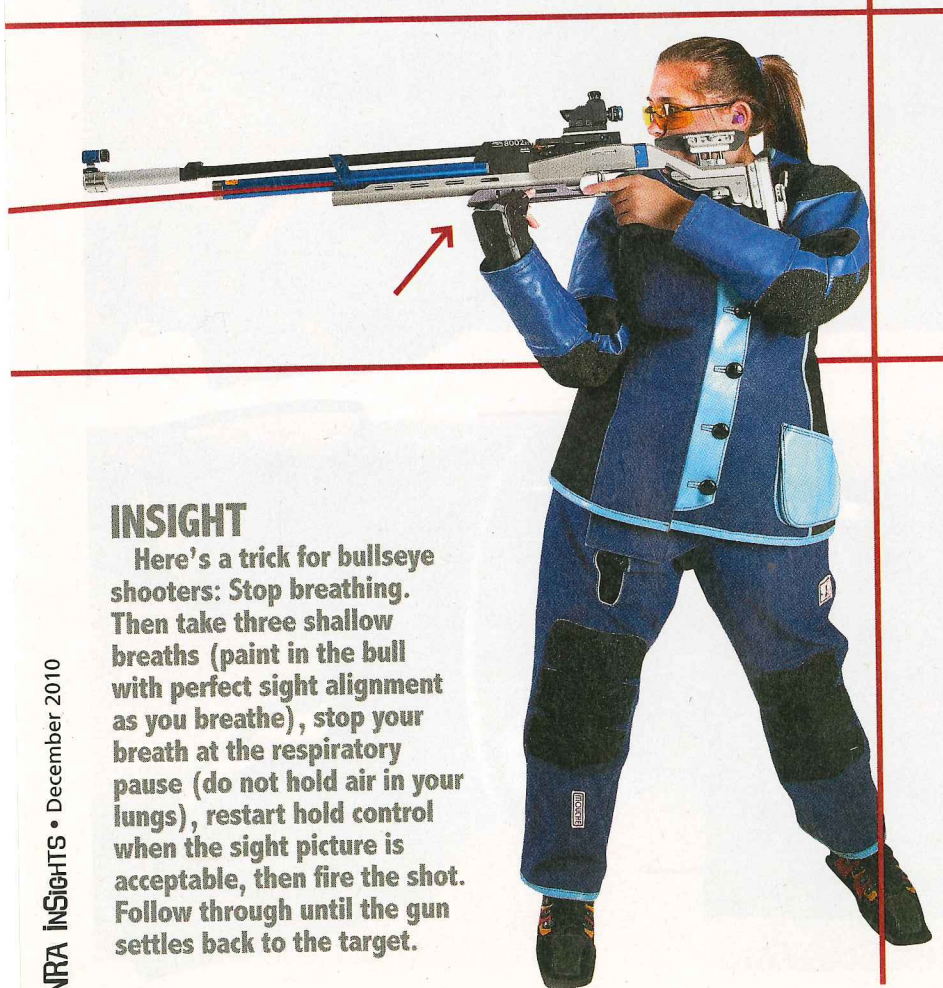 8002
INSIGHT
Here's a trick for bullseye
shooters: Stop breathing.
Then take three shallow
breaths (paint in the bull
with perfect sight alignment
as you breathe), stop your
breath at the respiratory
pause (do not hold air in your
lungs), restart hold control
when the sight picture is
acceptable, then fire the shot.
Follow through until the gun
settles back to the target.
NRA INSIGHTS • December 2010
MOUCHE